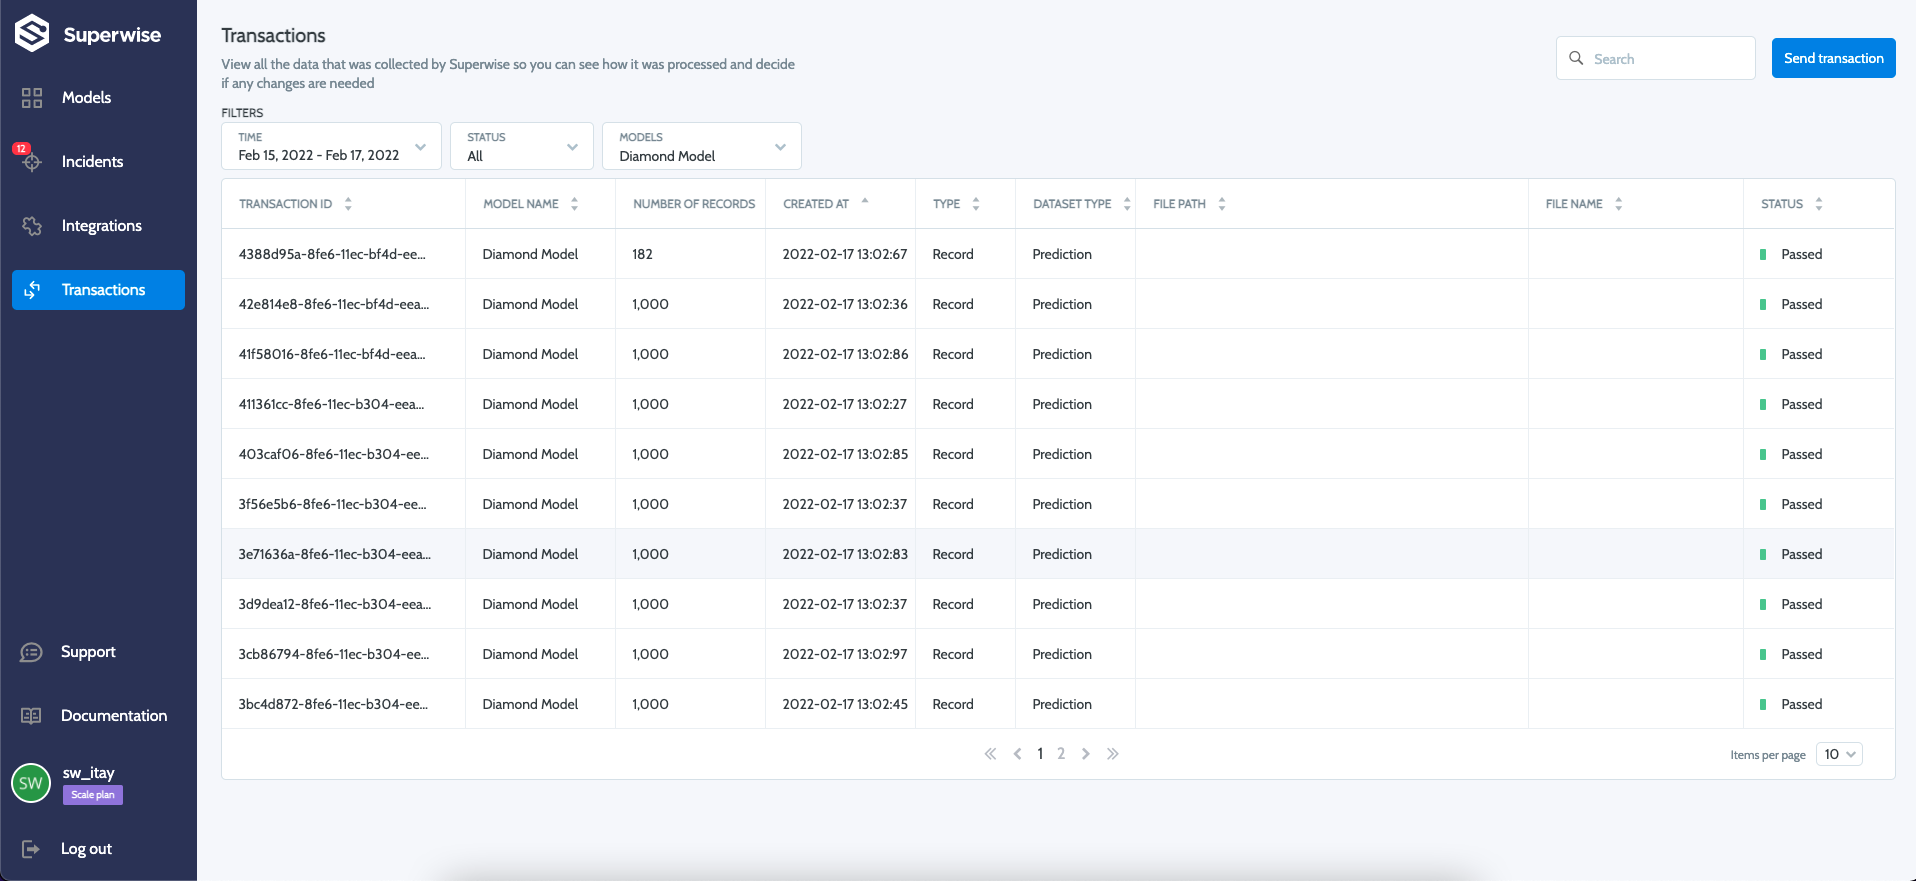 Superwise
Models
12
Incidents
Integrations
Transactions
Support
Documentation
SW
sw_itay
Scale plan
Log out
Transactions
View all the data that was collected by Superwise so you can see how it was processed and decide
if any changes are needed
Search
Send transaction
FILTERS
TIME
Feb 15, 2022 - Feb 17, 2022
STATUS
All
MODELS
Diamond Model
TRANSACTION ID MODEL NAME NUMBER OF RECORDS CREATED AT TYPE DATASET TYPE FILE PATH FILE NAME STATUS
4388d95a-8fe6-11ec-bf4d-ee... Diamond Model 182 2022-02-17 13:02:67 Record Prediction Passed
42e814e8-8fe6-11ec-bf4d-eea... Diamond Model 1,000 2022-02-17 13:02:36 Record Prediction Passed
41f58016-8fe6-11ec-bf4d-eea... Diamond Model 1,000 2022-02-17 13:02:86 Record Prediction Passed
411361cc-8fe6-11ec-b304-eea... Diamond Model 1,000 2022-02-17 13:02:27 Record Prediction Passed
403caf06-8fe6-11ec-b304-ee... Diamond Model 1,000 2022-02-17 13:02:85 Record Prediction Passed
3f56e5b6-8fe6-11ec-b304-ee... Diamond Model 1,000 2022-02-17 13:02:37 Record Prediction Passed
3e71636a-8fe6-11ec-b304-eea... Diamond Model 1,000 2022-02-17 13:02:83 Record Prediction Passed
3d9dea12-8fe6-11ec-b304-eea... Diamond Model 1,000 2022-02-17 13:02:37 Record Prediction Passed
3cb86794-8fe6-11ec-b304-ee... Diamond Model 1,000 2022-02-17 13:02:97 Record Prediction Passed
3bc4d872-8fe6-11ec-b304-ee... Diamond Model 1,000 2022-02-17 13:02:45 Record Prediction Passed
1 2
Items per page 10